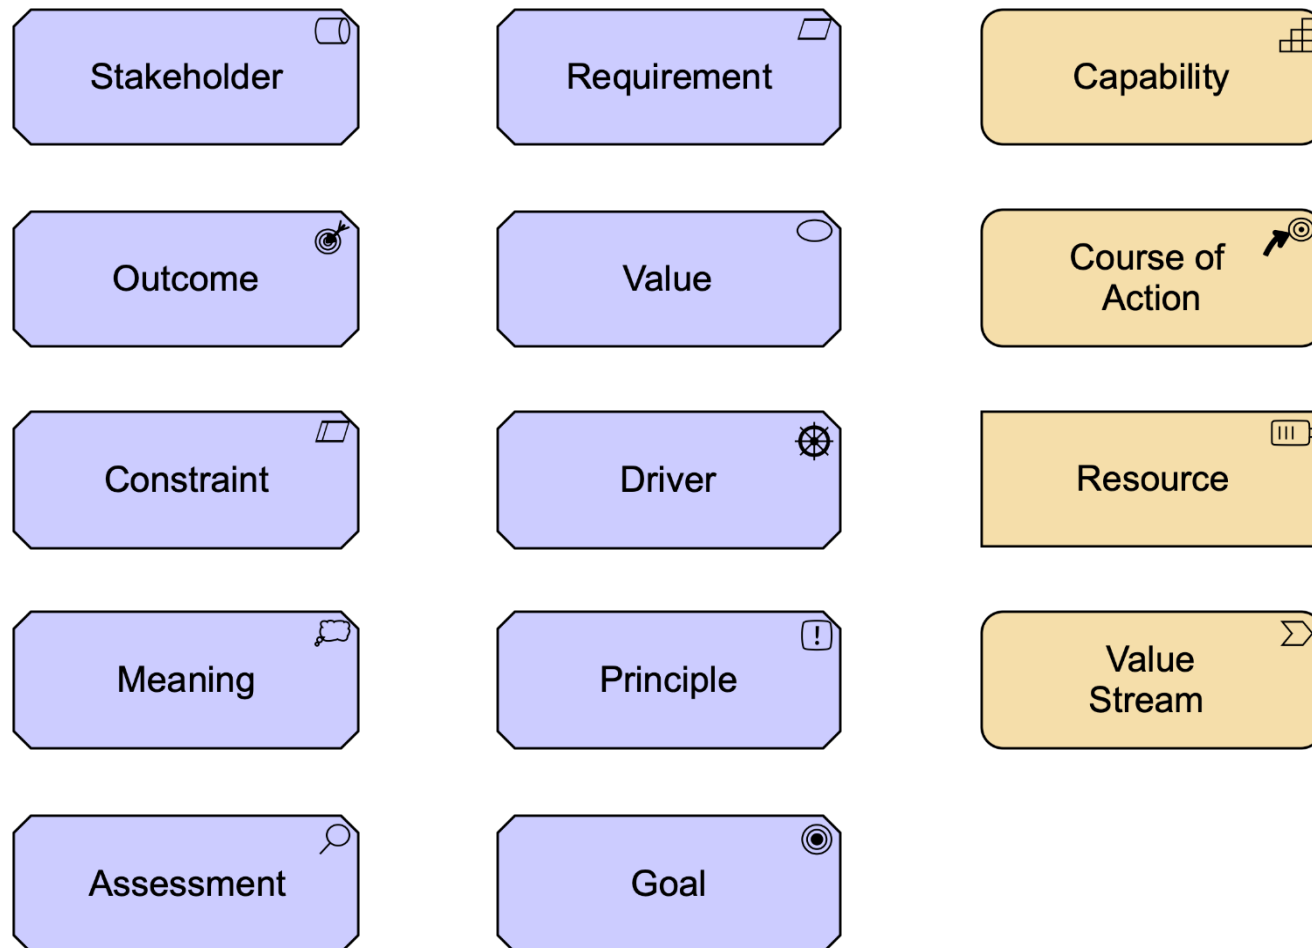 Stakeholder
Requirement
Capability
Outcome
Value
Course of
Action
Constraint
Driver
Resource
Meaning
Principle
Value
Stream
Assessment
Goal